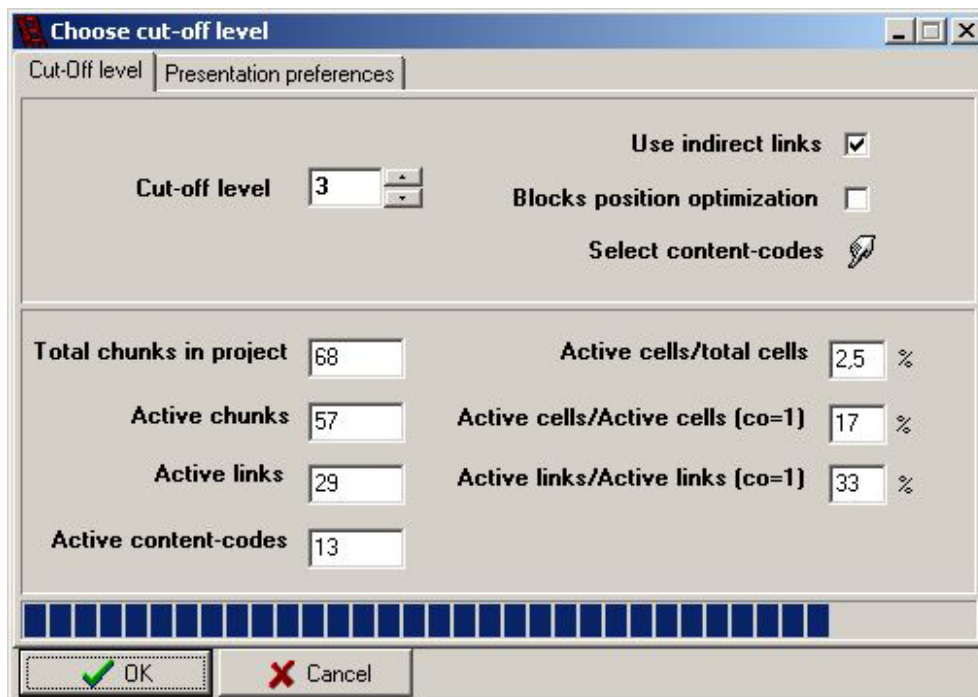 Choose cut-off level
Cut-Off level Presentation preferences
Use indirect links
Cut-off level 3
Blocks position optimization
Select content-codes
Total chunks in project 68 Active cells/total cells 2,5 %
Active chunks 57 Active cells/Active cells (co=1) 17 %
Active links 29 Active links/Active links (co=1) 33 %
Active content-codes 13
OK Cancel